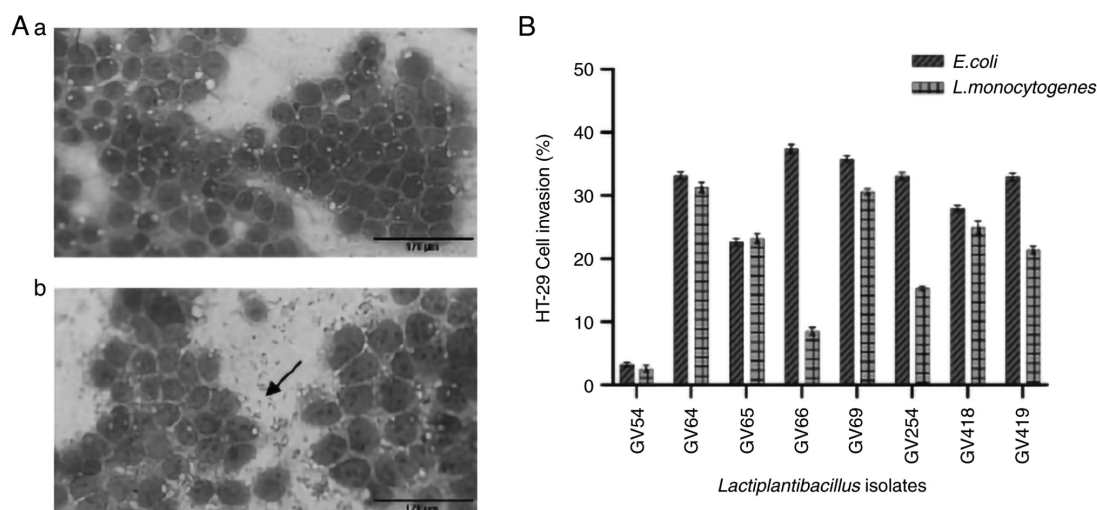 A a
b
B
E.coli
L.monocytogenes
HT-29 Cell invasion (%)
50
40
30
20
10
0
GV54
GV64
GV65
GV66
GV69
GV254
GV418
GV419
Lactiplantibacillus isolates